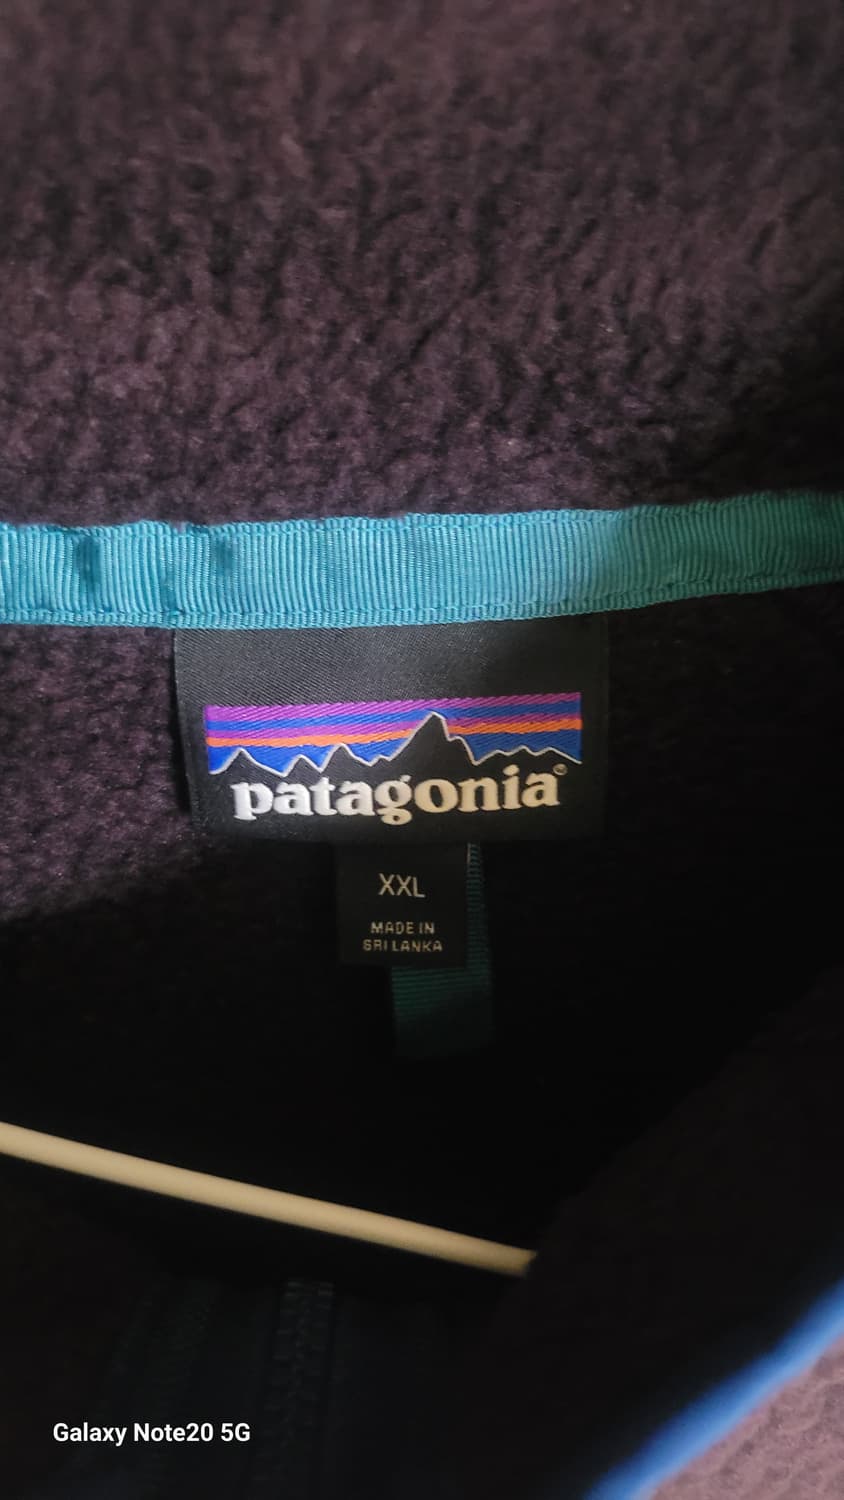 patagonia®
XXL
MADE IN
SRI LANKA
Galaxy Note20 5G